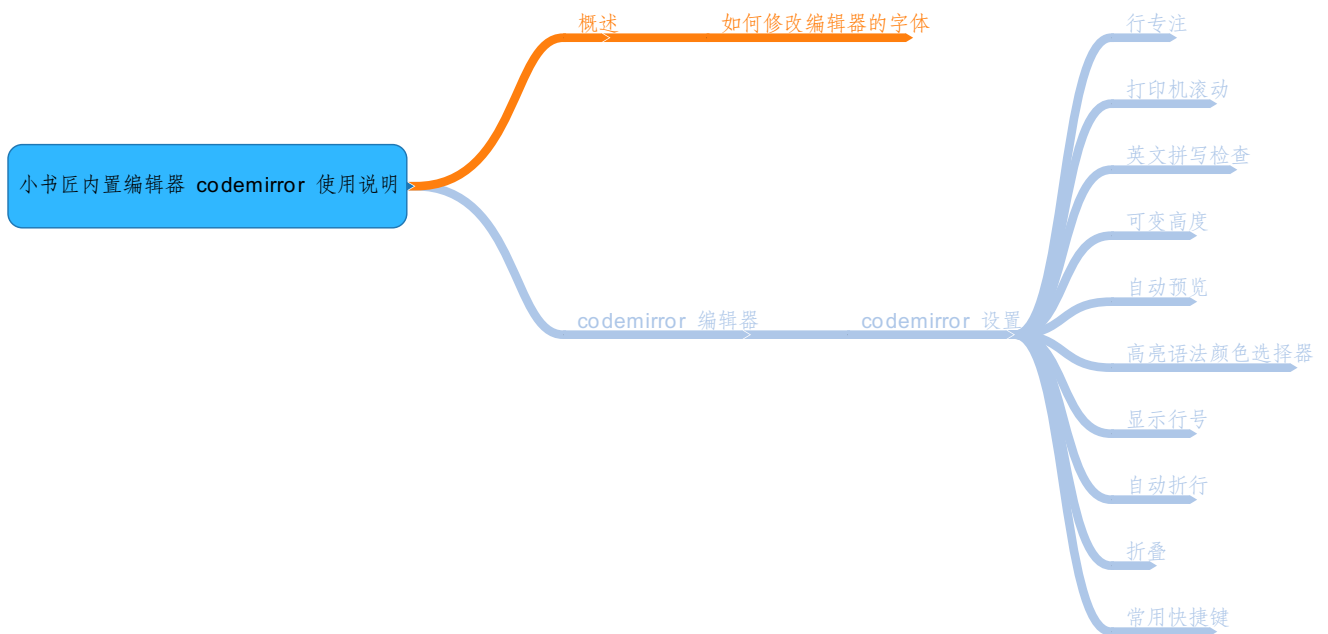 概述
如何修改编辑器的字体
小书匠内置编辑器 codemirror 使用说明
codemirror 编辑器
codemirror 设置
行专注
打印机滚动
英文拼写检查
可变高度
自动预览
高亮语法颜色选择器
显示行号
自动折行
折叠
常用快捷键